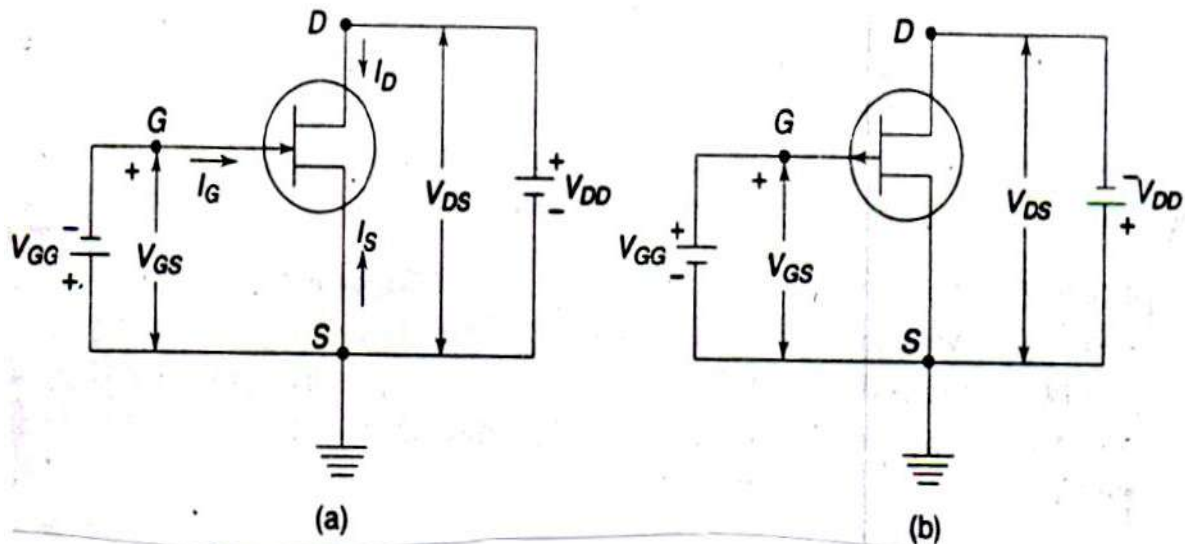 D
I_D
G
+
I_G
-
V_GG
+
V_GS
I_S
V_DS
+
V_DD
-
S
(a)
D
G
+
+
V_GG
-
V_GS
V_DS
-
V_DD
+
S
(b)